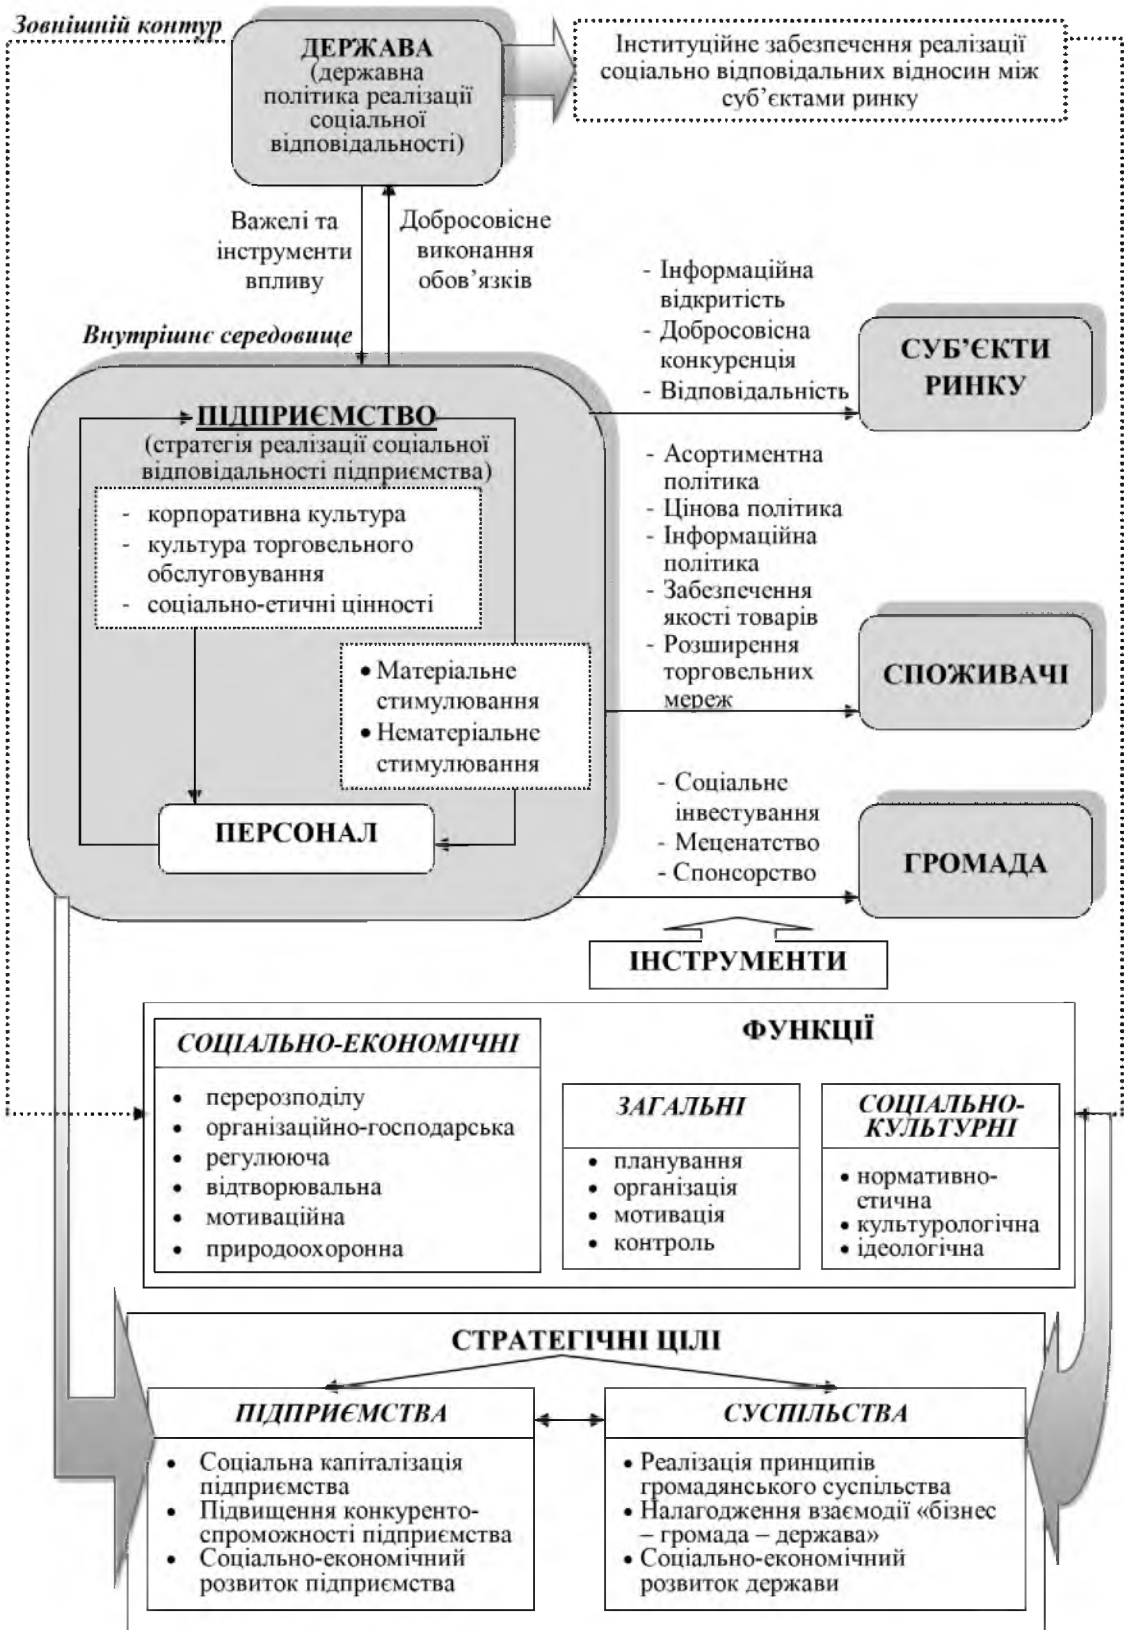 Зовнішній контур
ДЕРЖАВА
(державна
політика реалізації
соціальної
відповідальності)
Інституційне забезпечення реалізації
соціально відповідальних відносин між
суб’єктами ринку
Важелі та
інструменти
впливу
Добросовісне
виконання
обов’язків
Внутрішнє середовище
ПІДПРИЄМСТВО
(стратегія реалізації соціальної
відповідальності підприємства)
- корпоративна культура
- культура торговельного
обслуговування
- соціально-етичні цінності
• Матеріальне
стимулювання
• Нематеріальне
стимулювання
ПЕРСОНАЛ
- Інформаційна
відкритість
- Добросовісна
конкуренція
- Відповідальність
СУБ’ЄКТИ
РИНКУ
- Асортиментна
політика
- Цінова політика
- Інформаційна
політика
- Забезпечення
якості товарів
- Розширення
торговельних
мереж
СПОЖИВАЧІ
- Соціальне
інвестування
- Меценатство
- Спонсорство
ГРОМАДА
ІНСТРУМЕНТИ
ФУНКЦІЇ
СОЦІАЛЬНО-ЕКОНОМІЧНІ
• перерозподілу
• організаційно-господарська
• регулююча
• відтворювальна
• мотиваційна
• природоохоронна
ЗАГАЛЬНІ
• планування
• організація
• мотивація
• контроль
СОЦІАЛЬНО-
КУЛЬТУРНІ
• нормативно-
етична
• культурологічна
• ідеологічна
СТРАТЕГІЧНІ ЦІЛІ
ПІДПРИЄМСТВА
• Соціальна капіталізація
підприємства
• Підвищення конкуренто-
спроможності підприємства
• Соціально-економічний
розвиток підприємства
СУСПІЛЬСТВА
• Реалізація принципів
громадянського суспільства
• Налагодження взаємодії «бізнес
– громада – держава»
• Соціально-економічний
розвиток держави